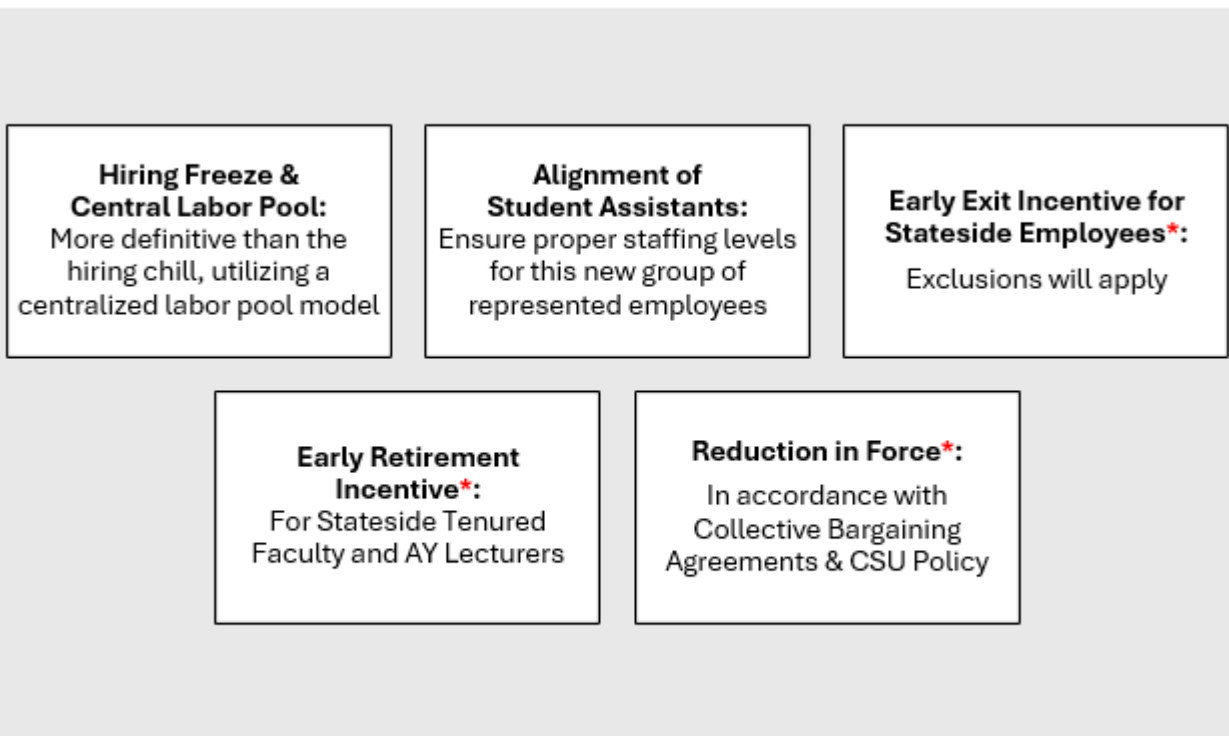 Hiring Freeze &
Central Labor Pool:
More definitive than the
hiring chill, utilizing a
centralized labor pool model
Alignment of
Student Assistants:
Ensure proper staffing levels
for this new group of
represented employees
Early Exit Incentive for
Stateside Employees*:
Exclusions will apply
Early Retirement
Incentive*:
For Stateside Tenured
Faculty and AY Lecturers
Reduction in Force*:
In accordance with
Collective Bargaining
Agreements & CSU Policy